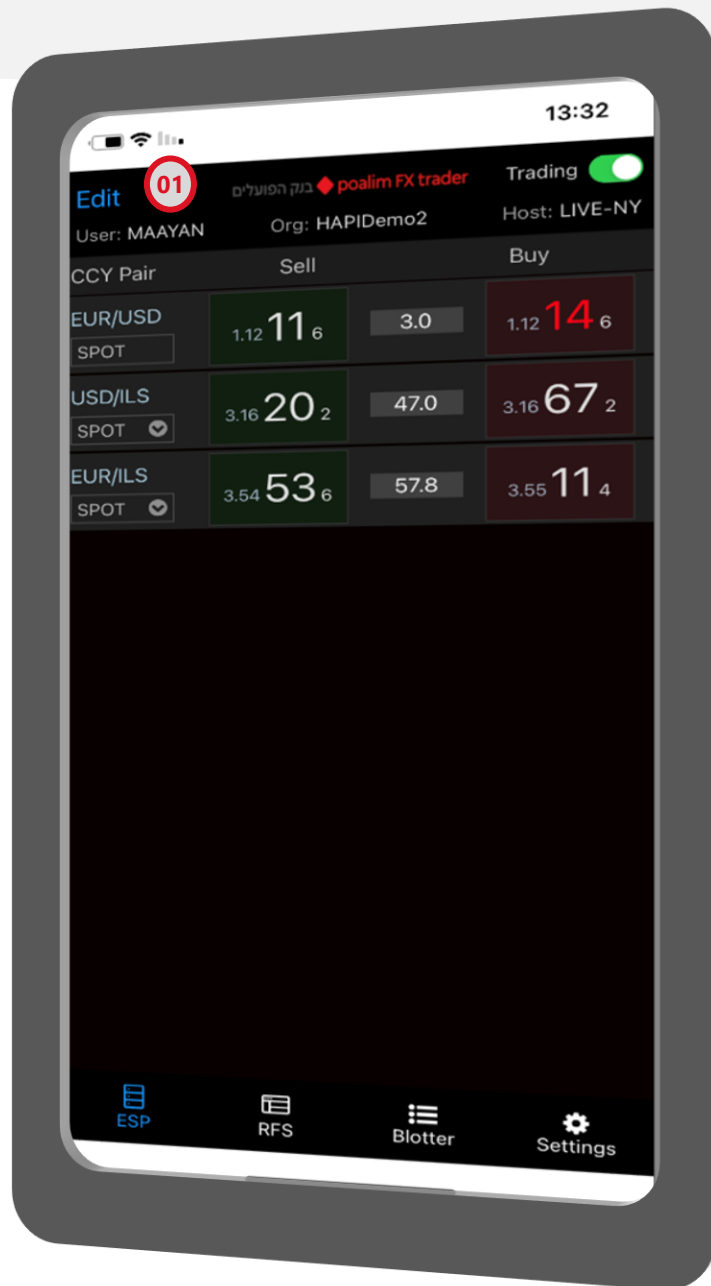 13:32
Edit 01 בנק הפועלים poalim FX trader Trading
User: MAAYAN Org: HAPIDemo2 Host: LIVE-NY
CCY Pair Sell Buy
EUR/USD
1.12 11 6 3.0 1.12 14 6
SPOT
USD/ILS
3.16 20 2 47.0 3.16 67 2
SPOT
EUR/ILS
3.54 53 6 57.8 3.55 11 4
SPOT
ESP RFS Blotter Settings